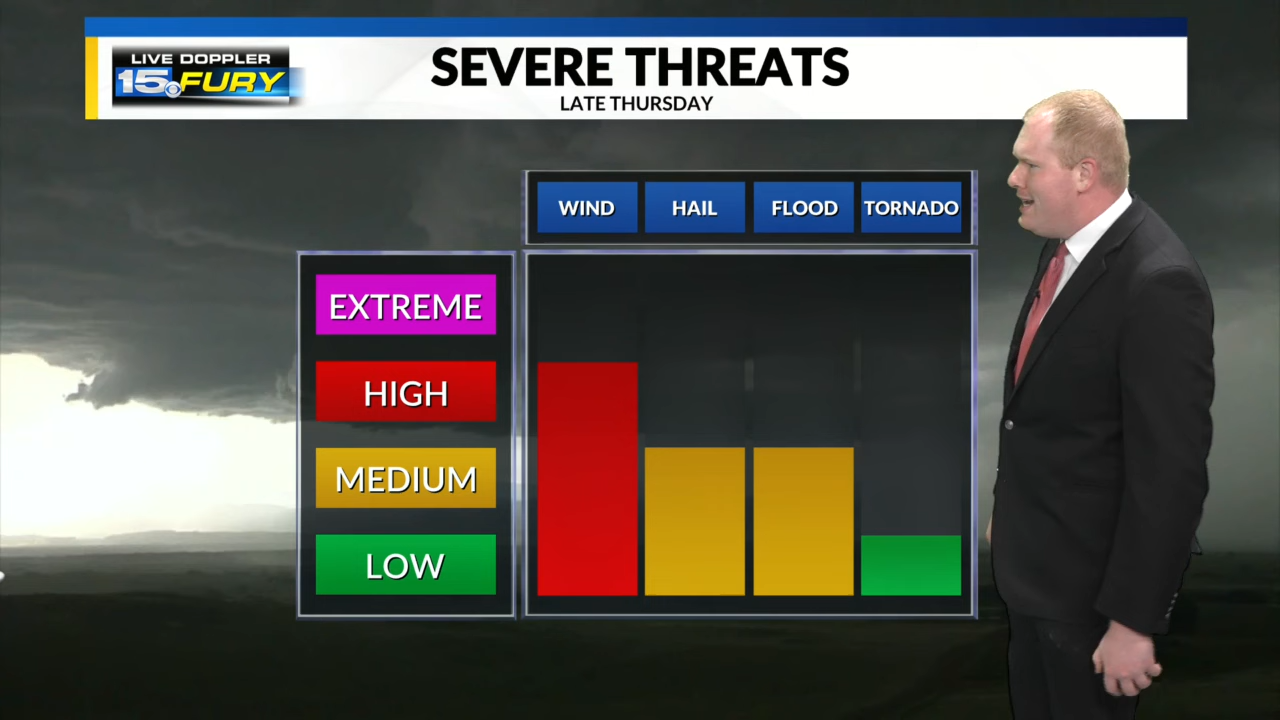 LIVE DOPPLER
15 FURY
SEVERE THREATS
LATE THURSDAY
WIND HAIL FLOOD TORNADO
EXTREME
HIGH
MEDIUM
LOW